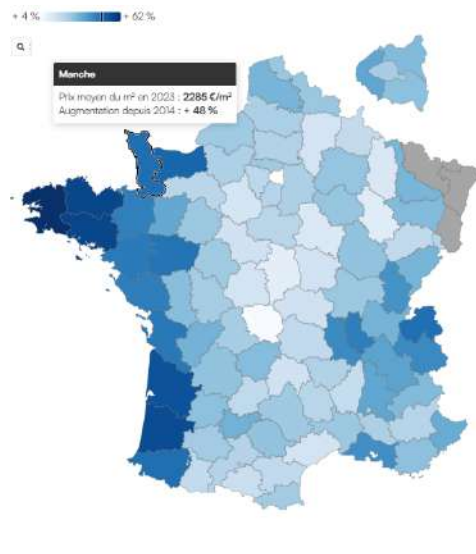 + 4 % + 62 %
Manche
Prix moyen du m² en 2023 : 2285 €/m²
Augmentation depuis 2014 : + 48 %